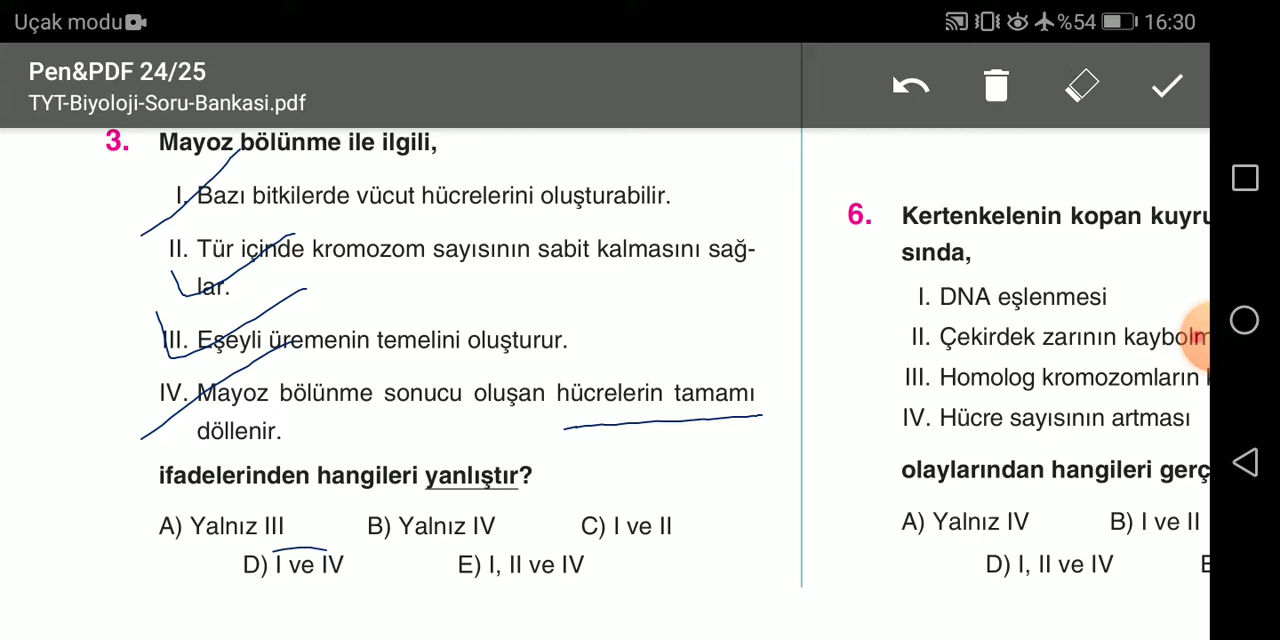 Uçak modu
%54 16:30
Pen&PDF 24/25
TYT-Biyoloji-Soru-Bankasi.pdf
3. Mayoz bölünme ile ilgili,
I. Bazı bitkilerde vücut hücrelerini oluşturabilir.
II. Tür içinde kromozom sayısının sabit kalmasını sağ-
lar.
III. Eşeyli üremenin temelini oluşturur.
IV. Mayoz bölünme sonucu oluşan hücrelerin tamamı
döllenir.
ifadelerinden hangileri yanlıştır?
A) Yalnız III B) Yalnız IV C) I ve II
D) I ve IV E) I, II ve IV
6. Kertenkelenin kopan kuyru
sında,
I. DNA eşlenmesi
II. Çekirdek zarının kaybolm
III. Homolog kromozomların
IV. Hücre sayısının artması
olaylarından hangileri gerç
A) Yalnız IV B) I ve II
D) I, II ve IV E